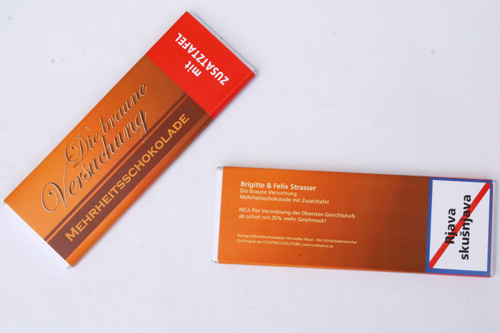 Die braune
Versuchung
MEHRHEITSSCHOKOLADE
mit
ZUSATZTAFEL
Brigitte & Felix Strasser
Die braune Versuchung
Mehrheitsschokolade mit Zusatztafel
NEU: Per Verordnung des Obersten Gerichtshofs
ab sofort mit 25% mehr Geschmack!
Rjava
skušnjava